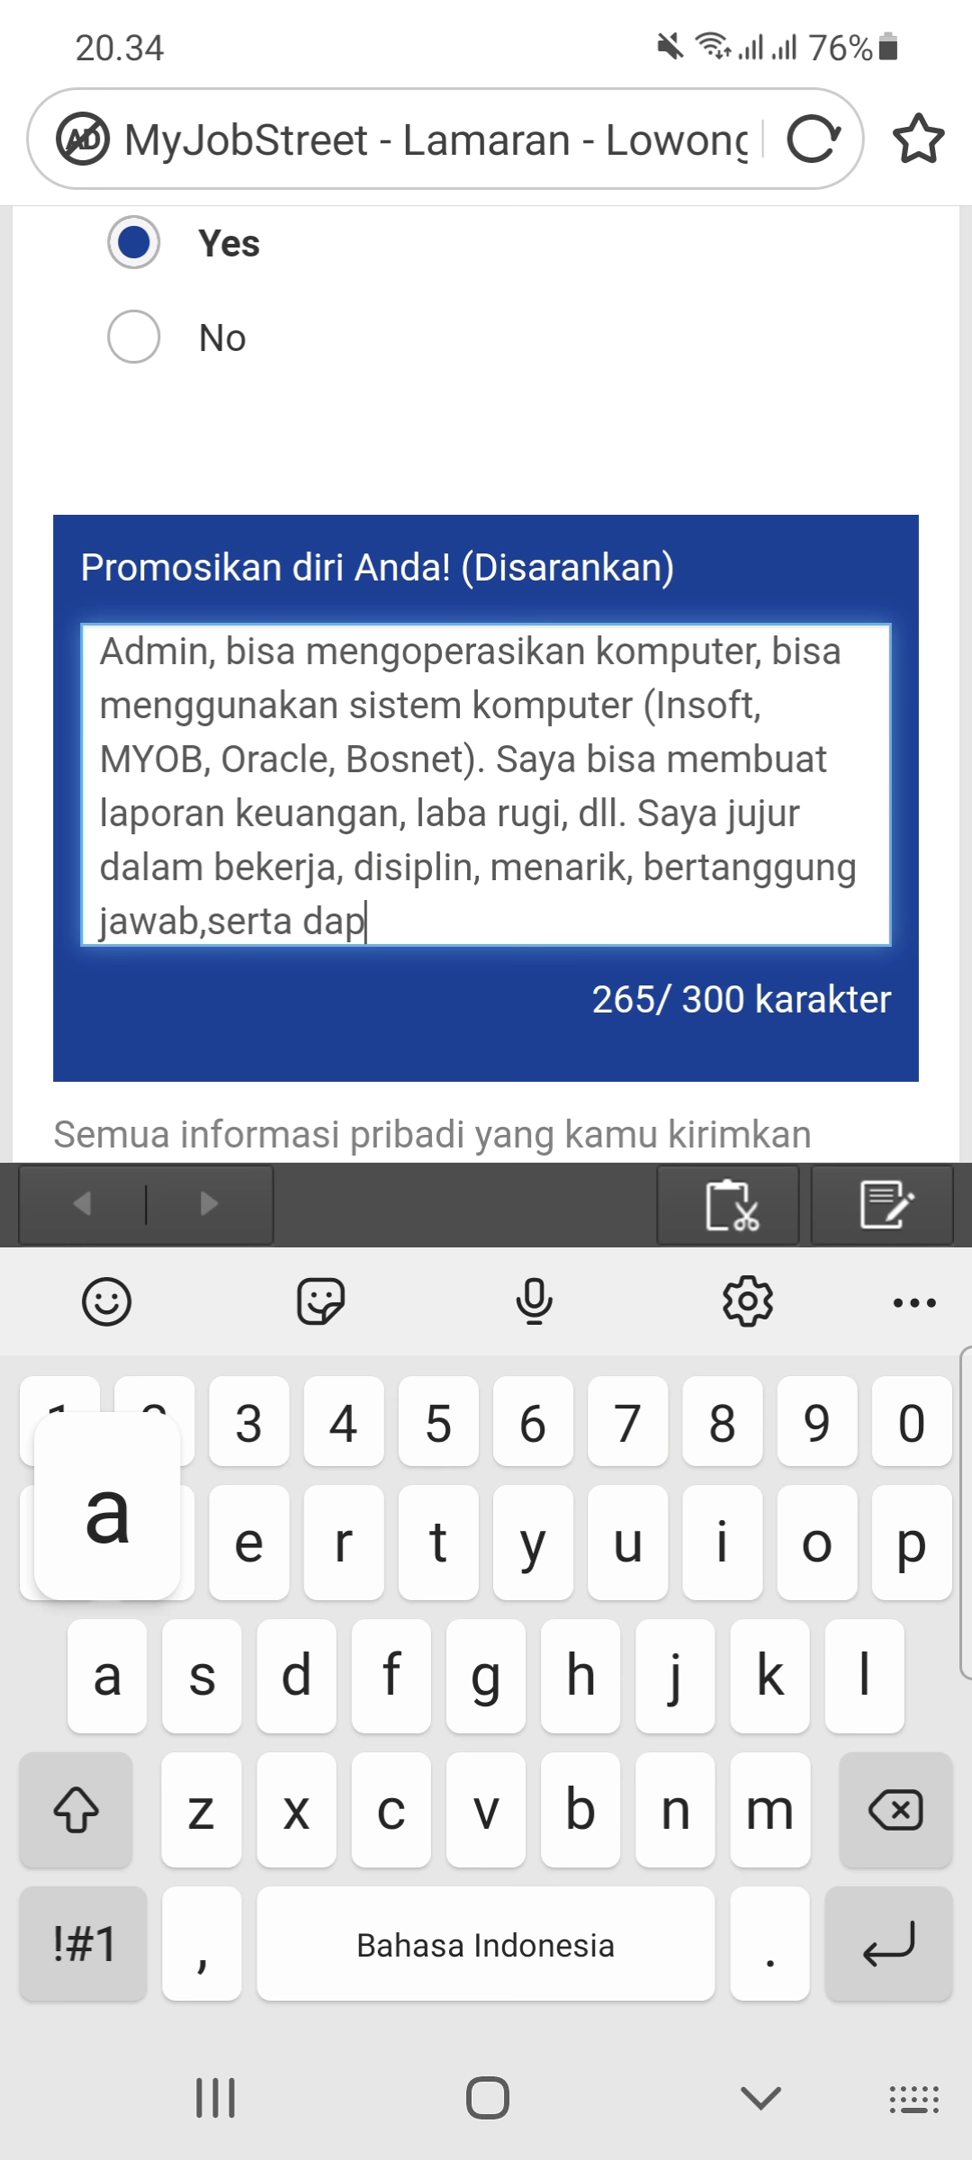 20.34
76%
AD MyJobStreet - Lamaran - Lowong
Yes
No
Promosikan diri Anda! (Disarankan)
Admin, bisa mengoperasikan komputer, bisa
menggunakan sistem komputer (Insoft,
MYOB, Oracle, Bosnet). Saya bisa membuat
laporan keuangan, laba rugi, dll. Saya jujur
dalam bekerja, disiplin, menarik, bertanggung
jawab,serta dap
265/ 300 karakter
Semua informasi pribadi yang kamu kirimkan
3 4 5 6 7 8 9 0
a
e r t y u i o p
a s d f g h j k l
z x c v b n m
!#1 , Bahasa Indonesia .